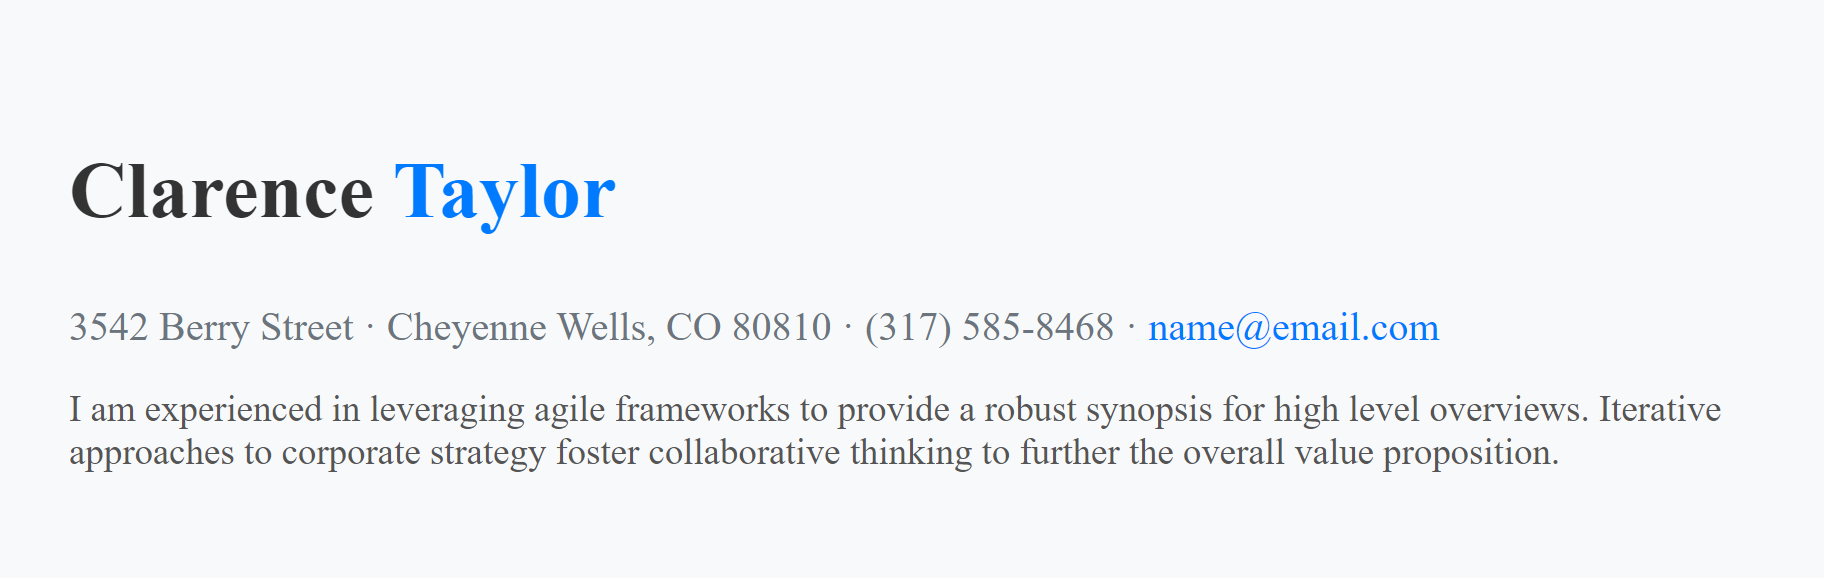 Clarence Taylor
3542 Berry Street · Cheyenne Wells, CO 80810 · (317) 585-8468 · name@email.com
I am experienced in leveraging agile frameworks to provide a robust synopsis for high level overviews. Iterative
approaches to corporate strategy foster collaborative thinking to further the overall value proposition.